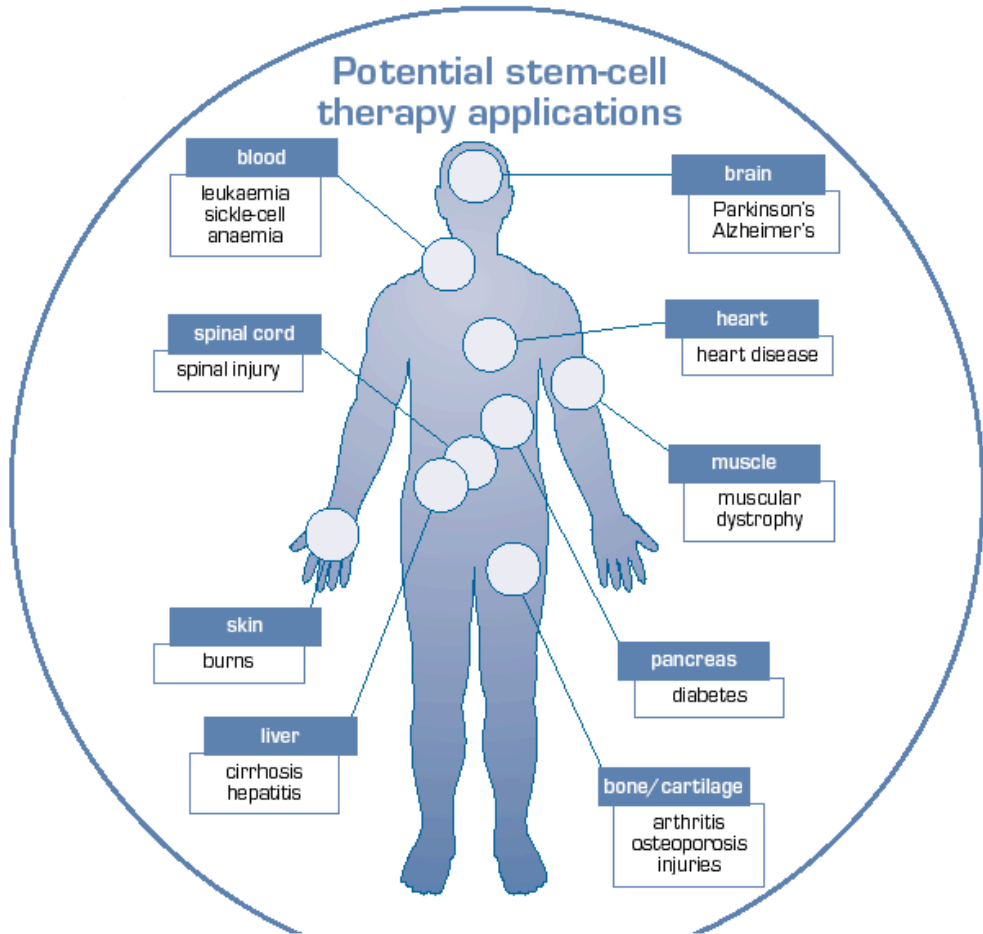 Potential stem-cell
therapy applications
blood
leukaemia
sickle-cell
anaemia
brain
Parkinson's
Alzheimer's
spinal cord
spinal injury
heart
heart disease
muscle
muscular
dystrophy
skin
burns
pancreas
diabetes
liver
cirrhosis
hepatitis
bone/cartilage
arthritis
osteoporosis
injuries